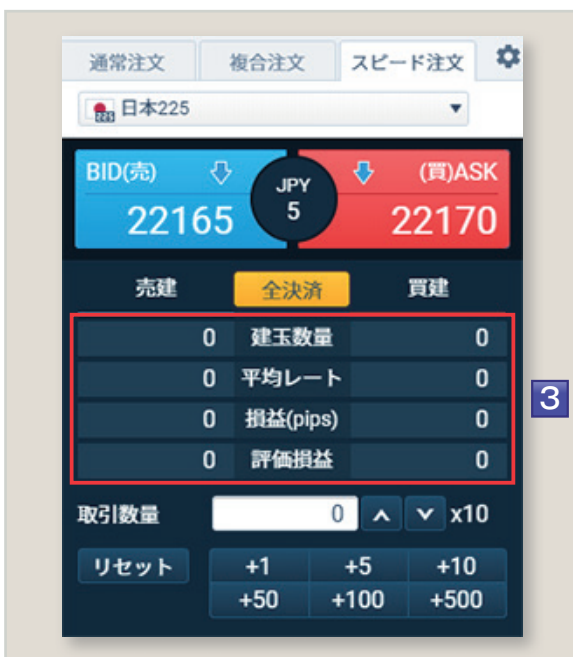 通常注文 複合注文 スピード注文
225 日本225
BID(売) JPY (買)ASK
22165 5 22170
売建 全決済 買建
0 建玉数量 0
0 平均レート 0
3
0 損益(pips) 0
0 評価損益 0
取引数量 0 x10
リセット +1 +5 +10
+50 +100 +500